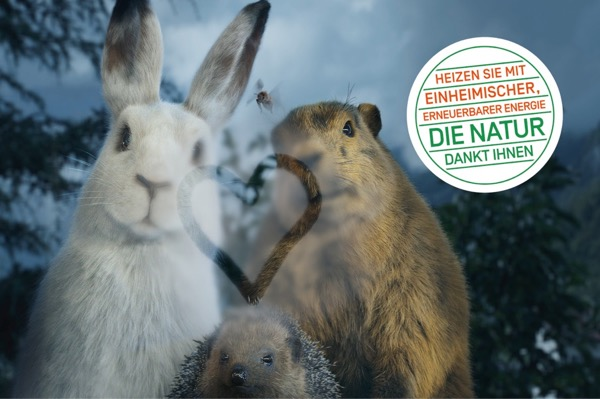 HEIZEN SIE MIT
EINHEIMISCHER,
ERNEUERBARER ENERGIE
DIE NATUR
DANKT IHNEN